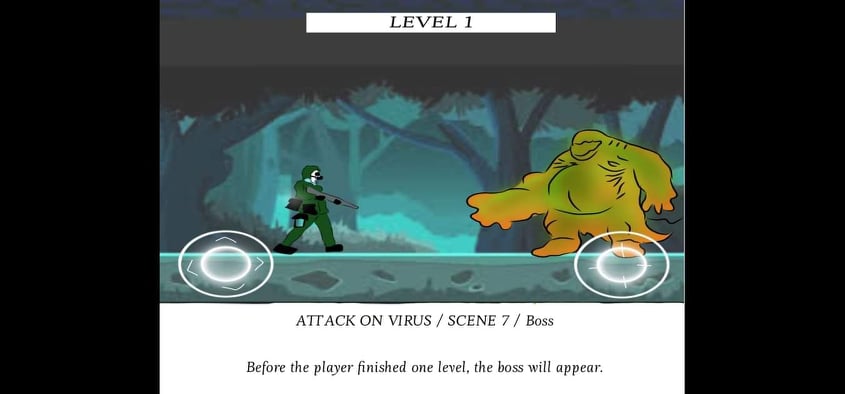 LEVEL 1
ATTACK ON VIRUS / SCENE 7 / Boss
Before the player finished one level, the boss will appear.